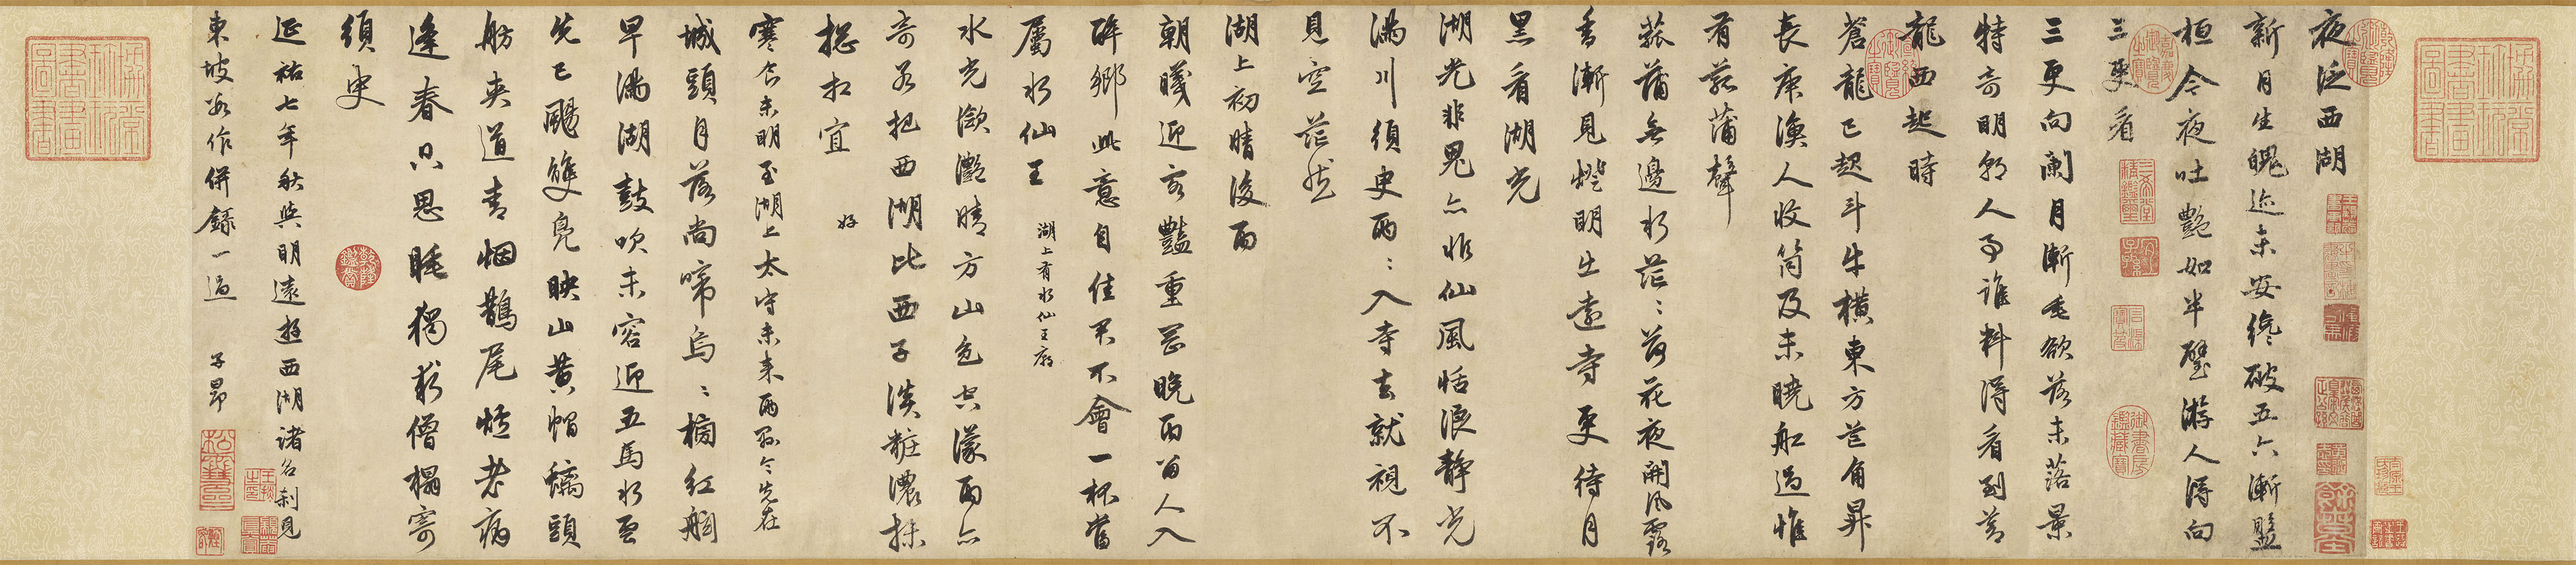 夜泛西湖
新月生魄迹未安終破五六漸盤
桓今夜吐艷如半璧游人得向
三更看
三更向闌月漸垂欲落未落景
特奇明朝人事誰料得看到蒼
龍西起時
蒼龍已起斗牛橫東方芒角昇
長庚漁人收筒及未曉船過惟
有菰蒲聲
菰蒲無邊水茫〻荷花夜開風露
香漸見燈明出遠寺更待月
黑看湖光
湖光非鬼亦非仙風恬浪靜光
滿川須臾兩〻入寺去就視不
見空茫然
湖上初晴後雨
朝曦迎客豔重岡晚雨留人入
醉鄉此意自佳君不會一杯當
屬水仙王 湖上有水仙王廟
水光瀲灩晴方山色空濛雨亦
奇若把西湖比西子淡粧濃抹
捴相宜 好
寒食未明至湖上太守未來兩縣令先在
城頭月落尚啼烏〻榜紅舷
早滿湖鼓吹未容迎五馬水雲
先已颺雙鳧映山黃帽螭頭
舫夾道青烟鵲尾爐老病
逢春只思睡獨求僧榻寄
須臾
延祐七年秋與明遠遊西湖諸名刹見
東坡數作併錄一過 子昂